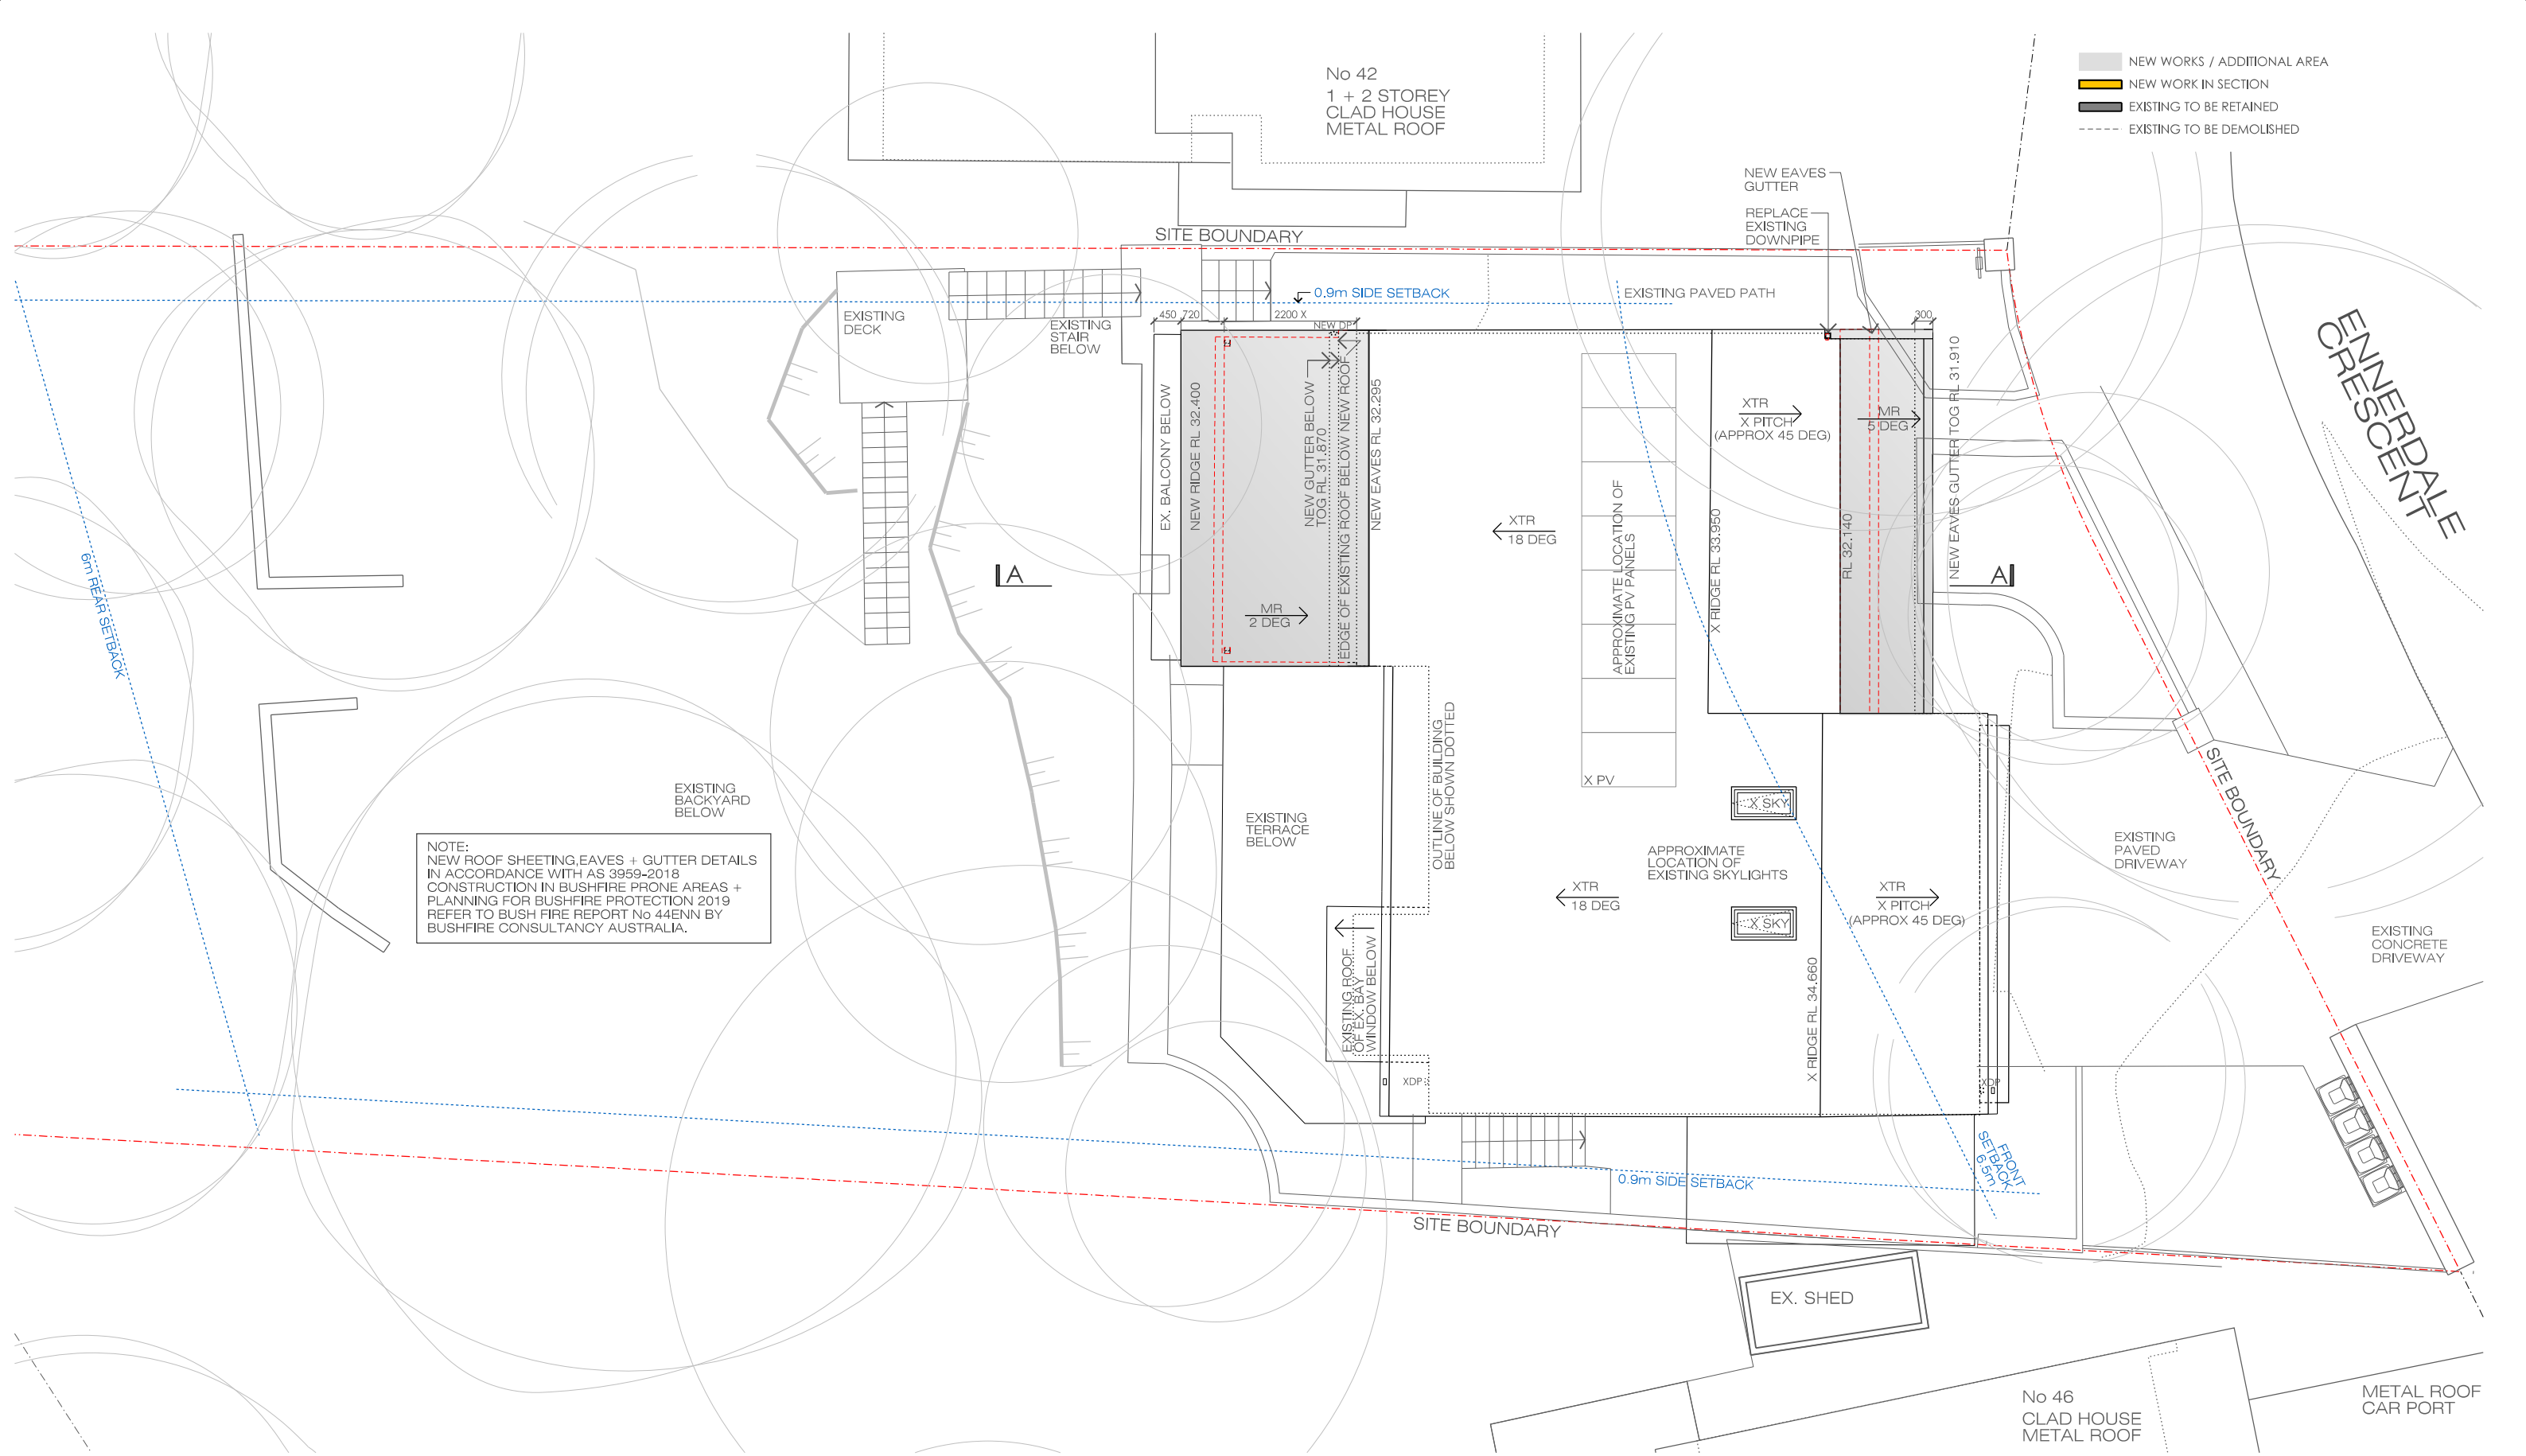 No 42
1 + 2 STOREY
CLAD HOUSE
METAL ROOF
NEW WORKS / ADDITIONAL AREA
NEW WORK IN SECTION
EXISTING TO BE RETAINED
EXISTING TO BE DEMOLISHED
NEW EAVES
GUTTER
REPLACE
EXISTING
DOWNPIPE
SITE BOUNDARY
0.9m SIDE SETBACK
EXISTING PAVED PATH
EXISTING
DECK
EXISTING
STAIR
BELOW
450
720
2200 X
NEW DP
300
ENNERDALE
CRESCENT
EX. BALCONY BELOW
NEW RIDGE RL 32.400
NEW GUTTER BELOW
TOG RL 31.870
EDGE OF EXISTING ROOF BELOW NEW ROOF
NEW EAVES RL 32.295
MR
2 DEG
XTR
18 DEG
APPROXIMATE LOCATION OF
EXISTING PV PANELS
X PV
X RIDGE RL 33.950
XTR
X PITCH
(APPROX 45 DEG)
MR
5 DEG
RL 32.140
NEW EAVES GUTTER TOG RL 31.910
A
A
6m REAR SETBACK
EXISTING
BACKYARD
BELOW
NOTE:
NEW ROOF SHEETING,EAVES + GUTTER DETAILS
IN ACCORDANCE WITH AS 3959-2018
CONSTRUCTION IN BUSHFIRE PRONE AREAS +
PLANNING FOR BUSHFIRE PROTECTION 2019
REFER TO BUSH FIRE REPORT No 44ENN BY
BUSHFIRE CONSULTANCY AUSTRALIA.
EXISTING
TERRACE
BELOW
OUTLINE OF BUILDING
BELOW SHOWN DOTTED
X SKY
APPROXIMATE
LOCATION OF
EXISTING SKYLIGHTS
X SKY
XTR
18 DEG
XTR
X PITCH
(APPROX 45 DEG)
EXISTING ROOF
OF EX. BAY
WINDOW BELOW
X RIDGE RL 34.660
XDP
XDP
SITE BOUNDARY
EXISTING
PAVED
DRIVEWAY
EXISTING
CONCRETE
DRIVEWAY
FRONT
SETBACK
6.5m
0.9m SIDE SETBACK
SITE BOUNDARY
EX. SHED
No 46
CLAD HOUSE
METAL ROOF
METAL ROOF
CAR PORT